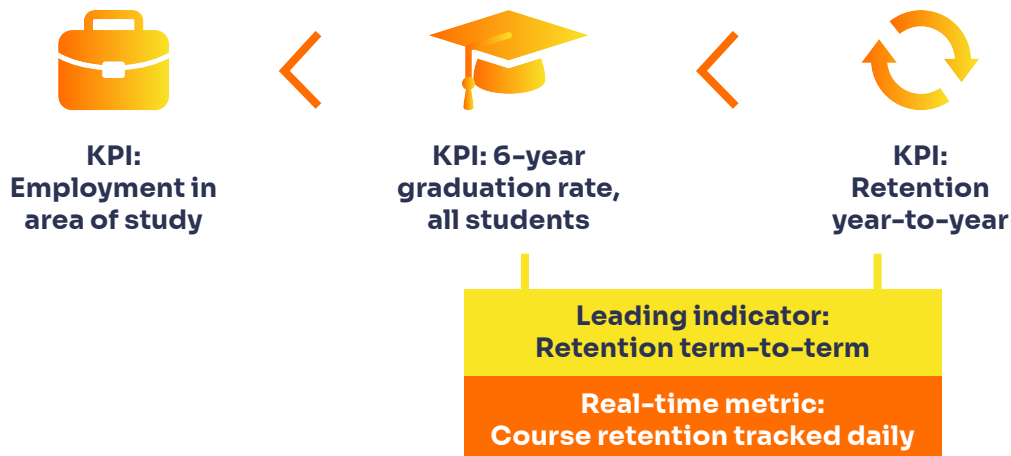 KPI:
Employment in
area of study
KPI: 6-year
graduation rate,
all students
KPI:
Retention
year-to-year
Leading indicator:
Retention term-to-term
Real-time metric:
Course retention tracked daily